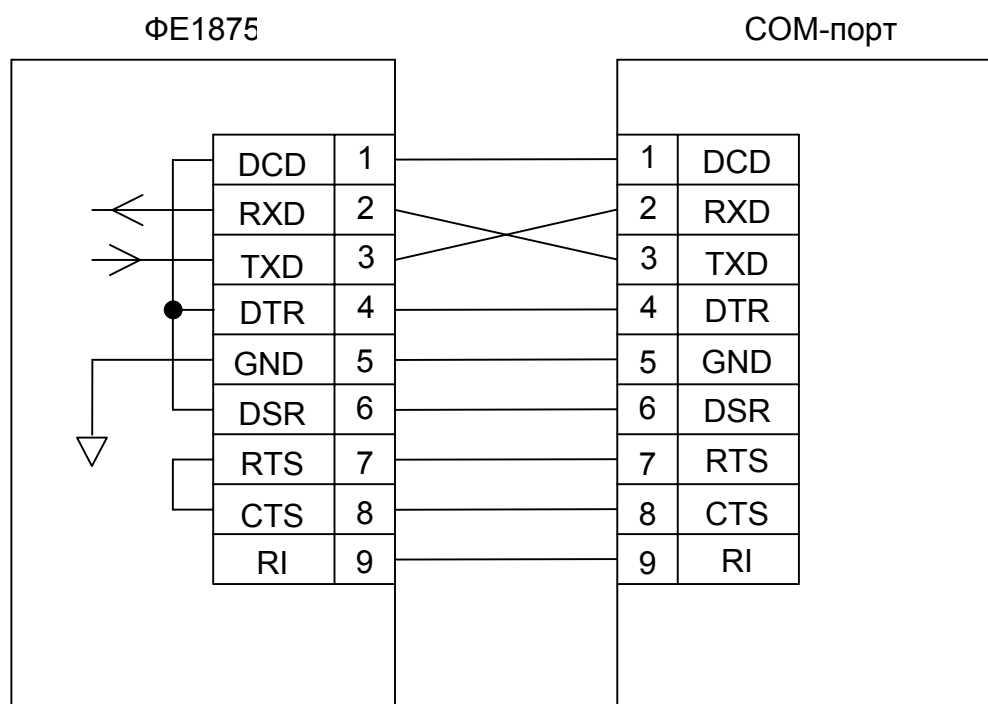 ФЕ1875 COM-порт
DCD 1 1 DCD
RXD 2 2 RXD
TXD 3 3 TXD
DTR 4 4 DTR
GND 5 5 GND
DSR 6 6 DSR
RTS 7 7 RTS
CTS 8 8 CTS
RI 9 9 RI